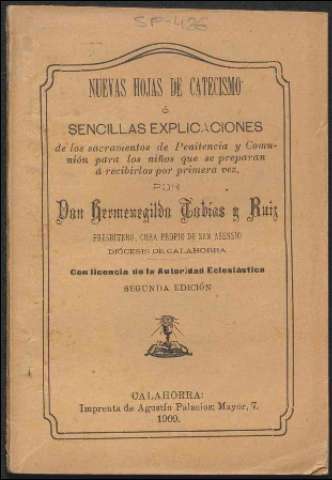 SF-426
NUEVAS HOJAS DE CATECISMO
Ó
SENCILLAS EXPLICACIONES
de los sacramentos de Penitencia y Comu-
nión para los niños que se preparan
á recibirlos por primera vez,
POR
Don Hermenegildo Tobías y Ruiz
PRESBÍTERO, CURA PROPIO DE SAN ASENSIO
DIÓCESIS DE CALAHORRA
Con licencia de la Autoridad Eclesiástica
SEGUNDA EDICIÓN
CALAHORRA:
Imprenta de Agustín Palacios; Mayor, 7.
1909.